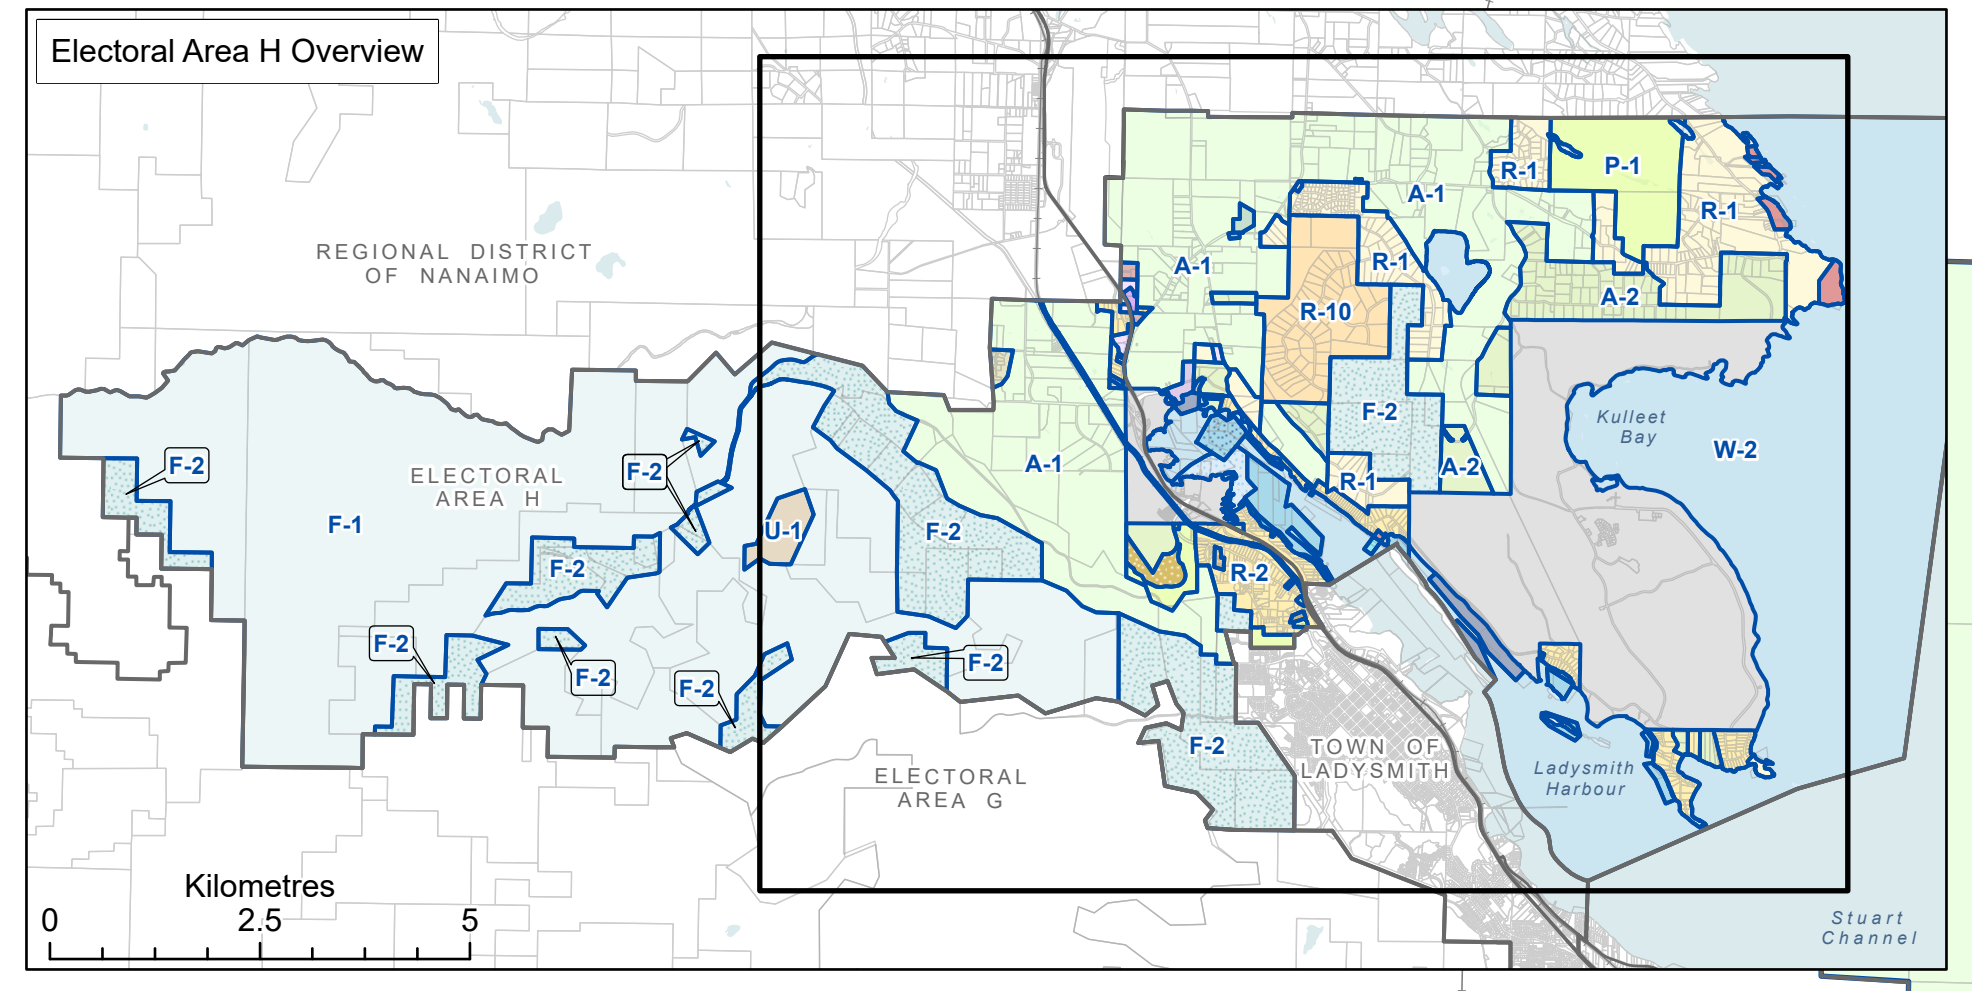 Electoral Area H Overview
R-1
P-1
A-1
R-1
REGIONAL DISTRICT
OF NANAIMO
A-1
R-1
A-2
R-10
F-2
Kulleet
Bay
W-2
F-2
F-2
ELECTORAL
AREA H
A-1
A-2
R-1
F-1
U-1
F-2
F-2
R-2
F-2
F-2
F-2
F-2
F-2
TOWN OF
LADYSMITH
Ladysmith
Harbour
ELECTORAL
AREA G
Kilometres
0 2.5 5
Stuart
Channel